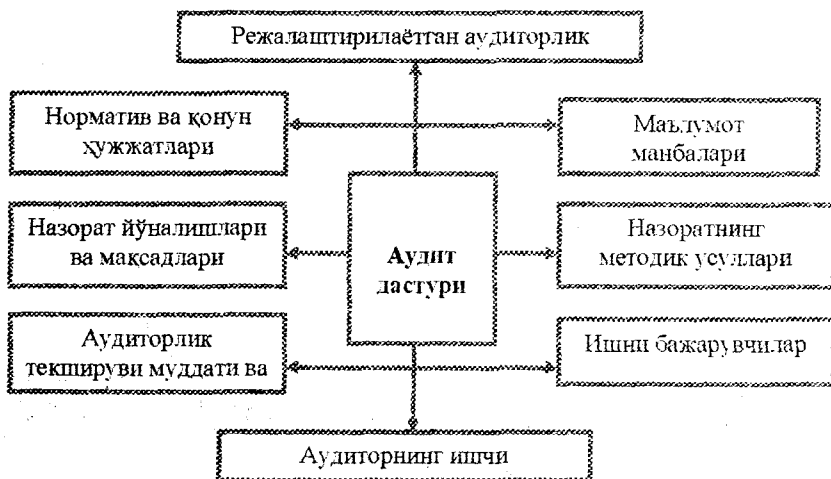 Режалаштирилаётган аудиторлик
Норматив ва қонун
ҳужжатлари
Маълумот
манбалари
Назорат йўналишлари
ва мақсадлари
Аудит
дастури
Назоратнинг
методик усуллари
Аудиторлик
текшируви муддати ва
Ишни бажарувчилар
Аудиторнинг ишчи